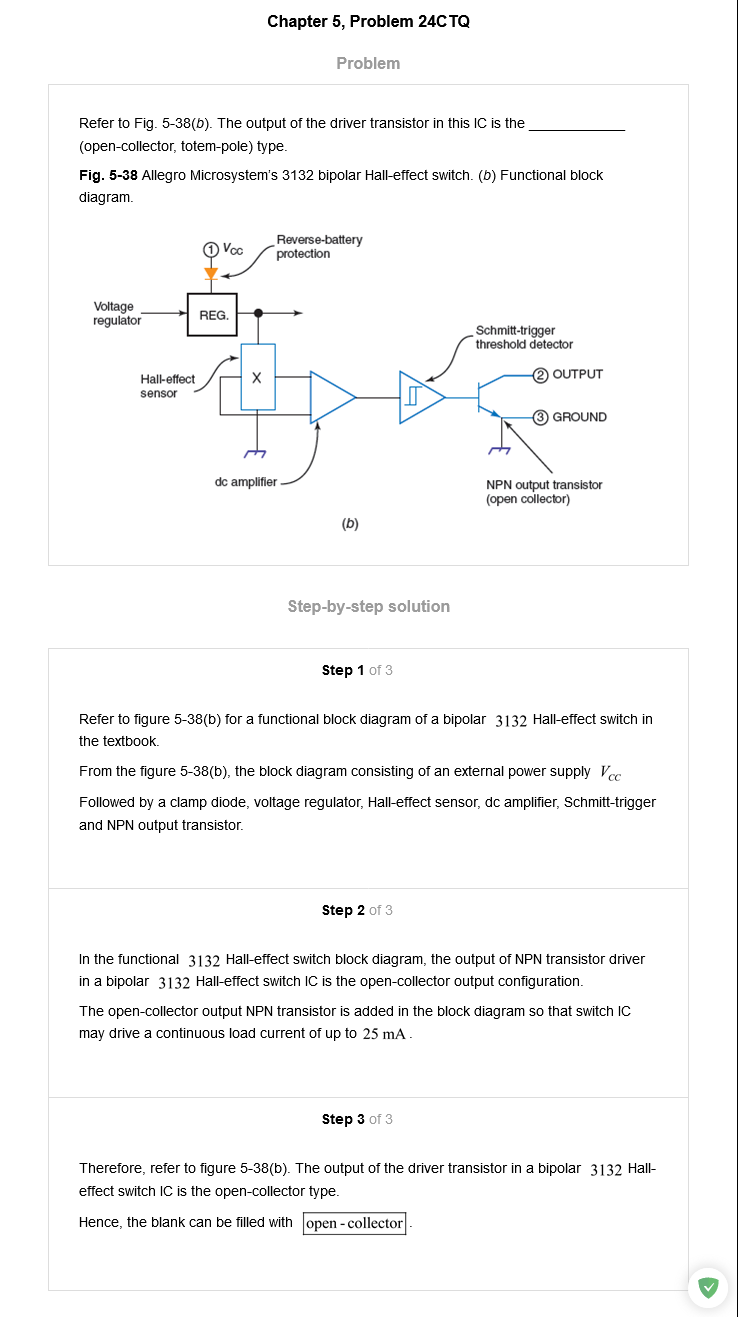 Chapter 5, Problem 24CTQ
Problem
Refer to Fig. 5-38(b). The output of the driver transistor in this IC is the ____________
(open-collector, totem-pole) type.
Fig. 5-38 Allegro Microsystem's 3132 bipolar Hall-effect switch. (b) Functional block
diagram.
1 VCC
Reverse-battery
protection
Voltage
regulator
REG.
Schmitt-trigger
threshold detector
Hall-effect
sensor
X
2 OUTPUT
3 GROUND
dc amplifier
NPN output transistor
(open collector)
(b)
Step-by-step solution
Step 1 of 3
Refer to figure 5-38(b) for a functional block diagram of a bipolar 3132 Hall-effect switch in
the textbook.
From the figure 5-38(b), the block diagram consisting of an external power supply VCC
Followed by a clamp diode, voltage regulator, Hall-effect sensor, dc amplifier, Schmitt-trigger
and NPN output transistor.
Step 2 of 3
In the functional 3132 Hall-effect switch block diagram, the output of NPN transistor driver
in a bipolar 3132 Hall-effect switch IC is the open-collector output configuration.
The open-collector output NPN transistor is added in the block diagram so that switch IC
may drive a continuous load current of up to 25 mA .
Step 3 of 3
Therefore, refer to figure 5-38(b). The output of the driver transistor in a bipolar 3132 Hall-
effect switch IC is the open-collector type.
Hence, the blank can be filled with open - collector .